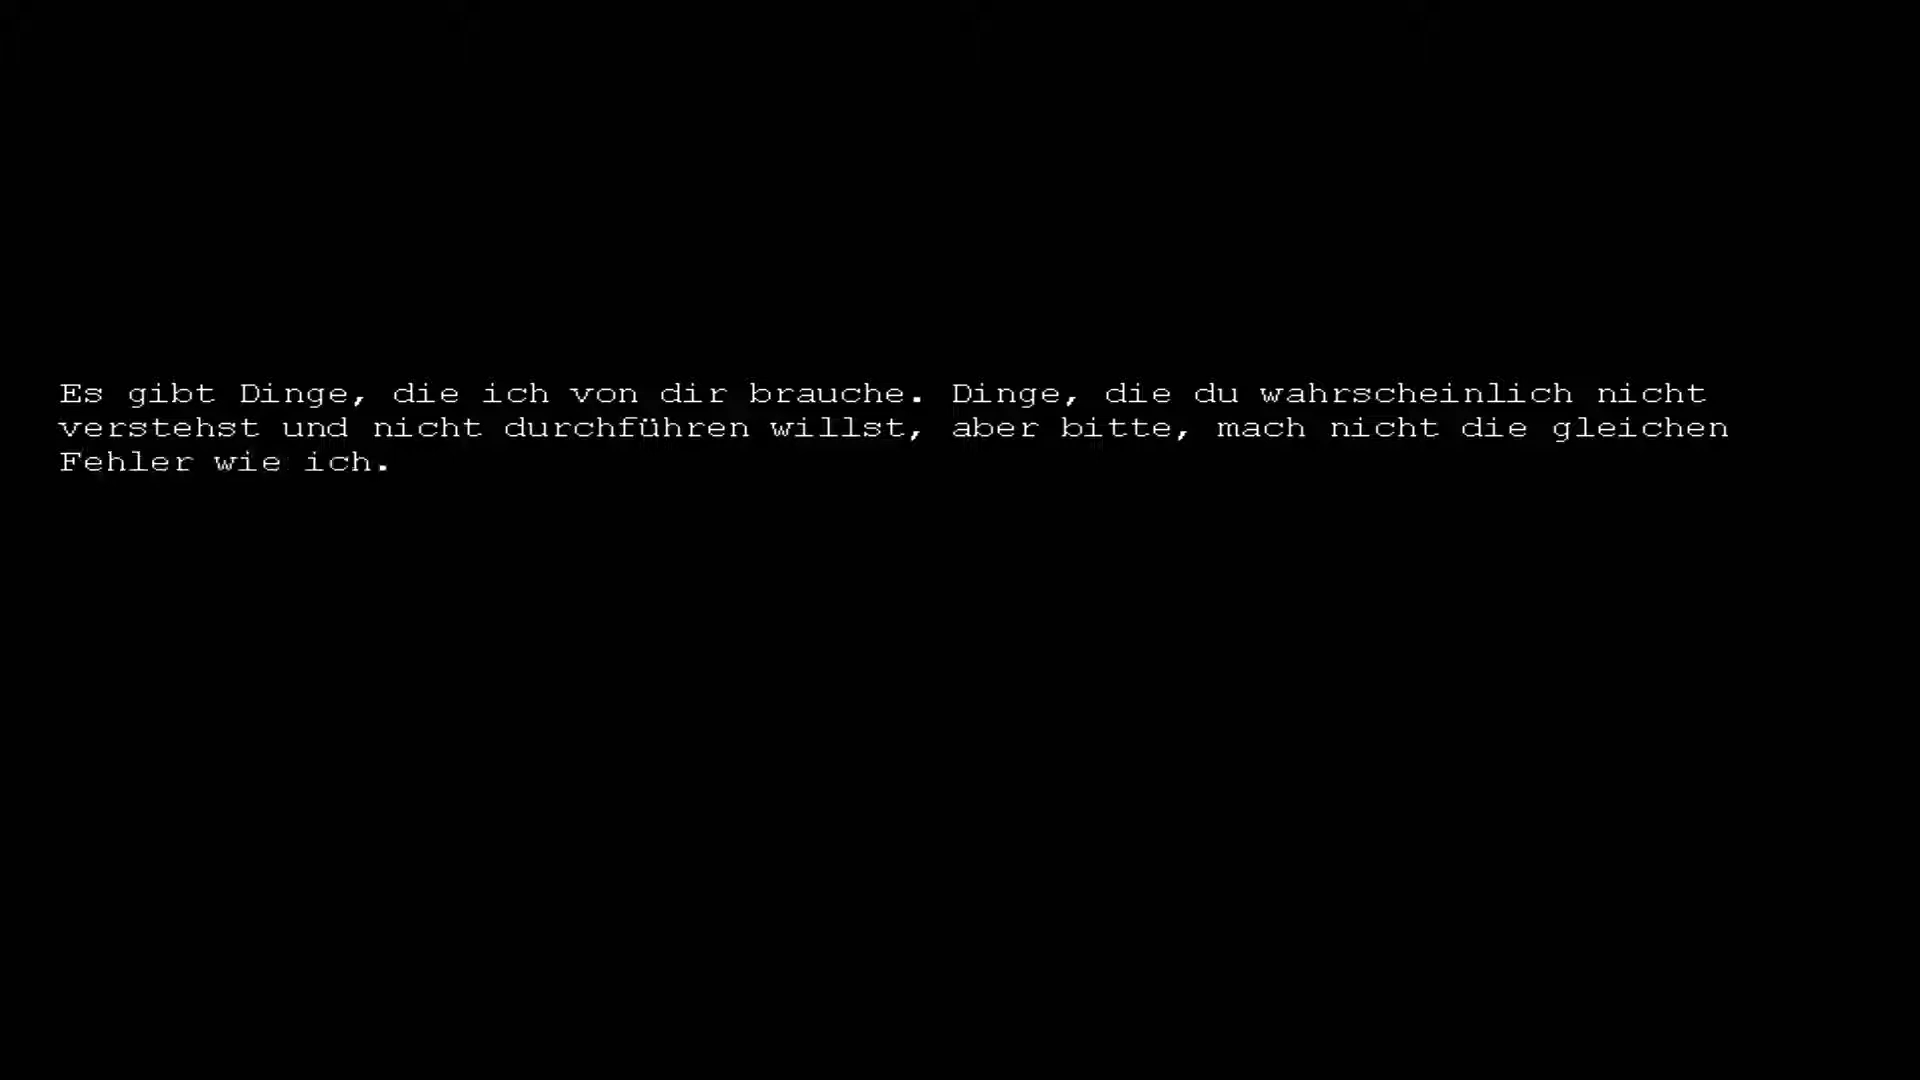 Es gibt Dinge, die ich von dir brauche. Dinge, die du wahrscheinlich nicht
verstehst und nicht durchführen willst, aber bitte, mach nicht die gleichen
Fehler wie ich.